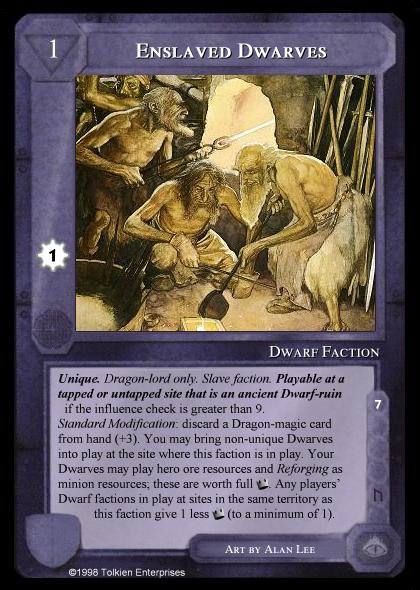 1
ENSLAVED DWARVES
1
DWARF FACTION
Unique. Dragon-lord only. Slave faction. Playable at a
tapped or untapped site that is an ancient Dwarf-ruin
if the influence check is greater than 9.
Standard Modification: discard a Dragon-magic card
from hand (+3). You may bring non-unique Dwarves
into play at the site where this faction is in play. Your
Dwarves may play hero ore resources and Reforging as
minion resources; these are worth full . Any players'
Dwarf factions in play at sites in the same territory as
this faction give 1 less (to a minimum of 1).
7
ART BY ALAN LEE
©1998 Tolkien Enterprises